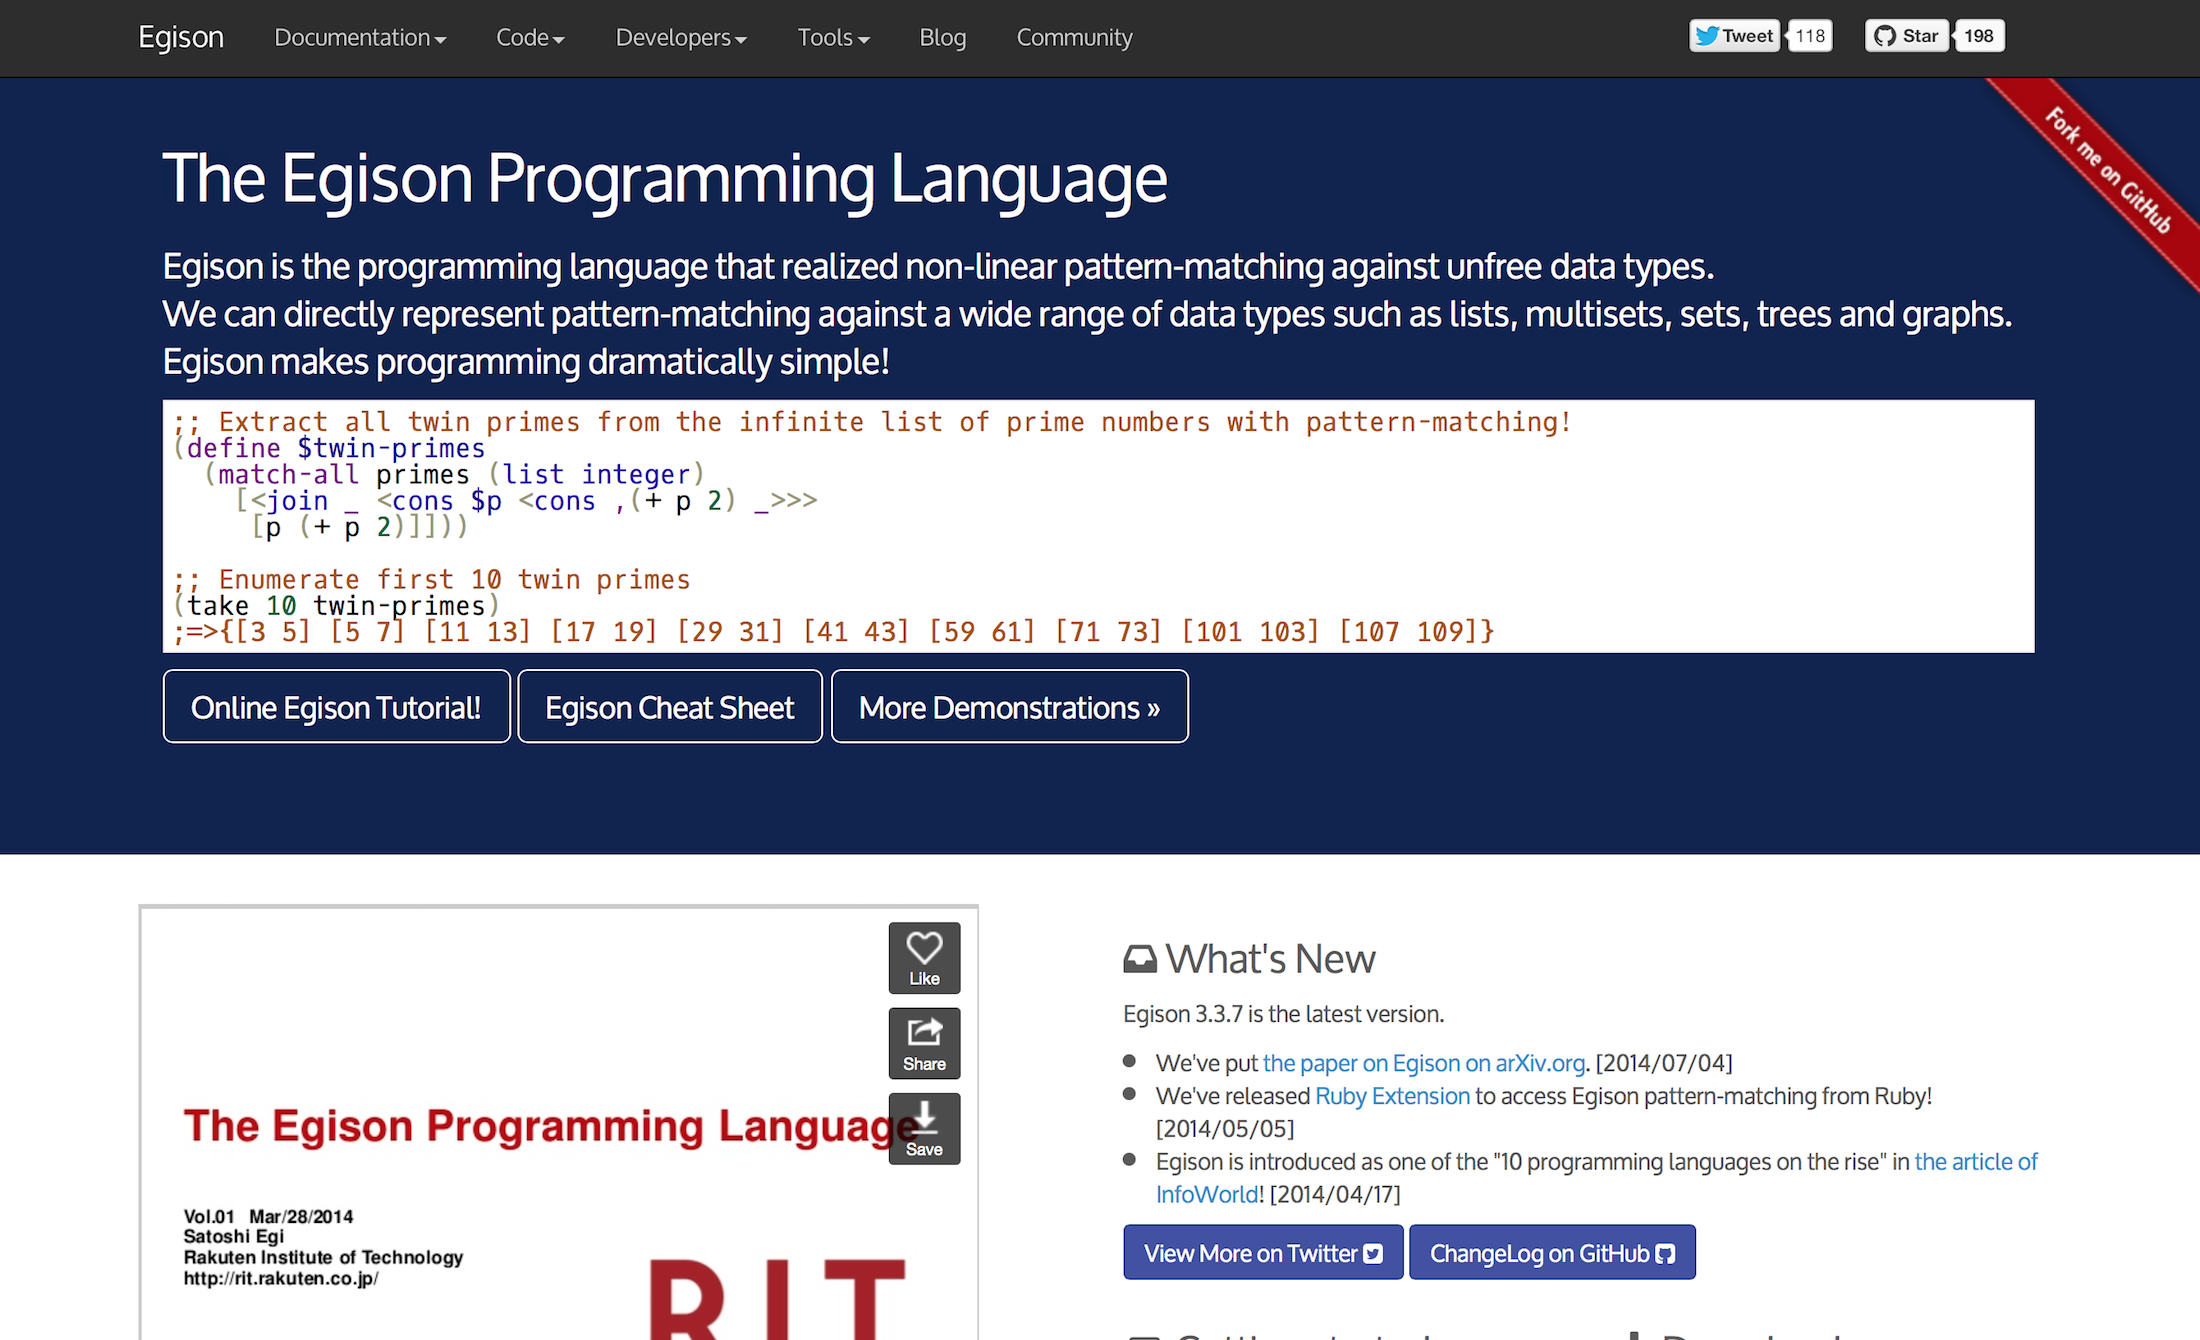 Egison Documentation Code Developers Tools Blog Community Tweet 118 Star 198
Fork me on GitHub
The Egison Programming Language
Egison is the programming language that realized non-linear pattern-matching against unfree data types.
We can directly represent pattern-matching against a wide range of data types such as lists, multisets, sets, trees and graphs.
Egison makes programming dramatically simple!
;; Extract all twin primes from the infinite list of prime numbers with pattern-matching!
(define $twin-primes
  (match-all primes (list integer)
    [<join _ <cons $p <cons ,(+ p 2) _>>>
     [p (+ p 2)]]))
;; Enumerate first 10 twin primes
(take 10 twin-primes)
;=>{[3 5] [5 7] [11 13] [17 19] [29 31] [41 43] [59 61] [71 73] [101 103] [107 109]}
Online Egison Tutorial! Egison Cheat Sheet More Demonstrations »
Like
Share
Save
The Egison Programming Language
Vol.01 Mar/28/2014
Satoshi Egi
Rakuten Institute of Technology
http://rit.rakuten.co.jp/
RIT
What's New
Egison 3.3.7 is the latest version.
We've put the paper on Egison on arXiv.org. [2014/07/04]
We've released Ruby Extension to access Egison pattern-matching from Ruby!
[2014/05/05]
Egison is introduced as one of the "10 programming languages on the rise" in the article of
InfoWorld! [2014/04/17]
View More on Twitter ChangeLog on GitHub